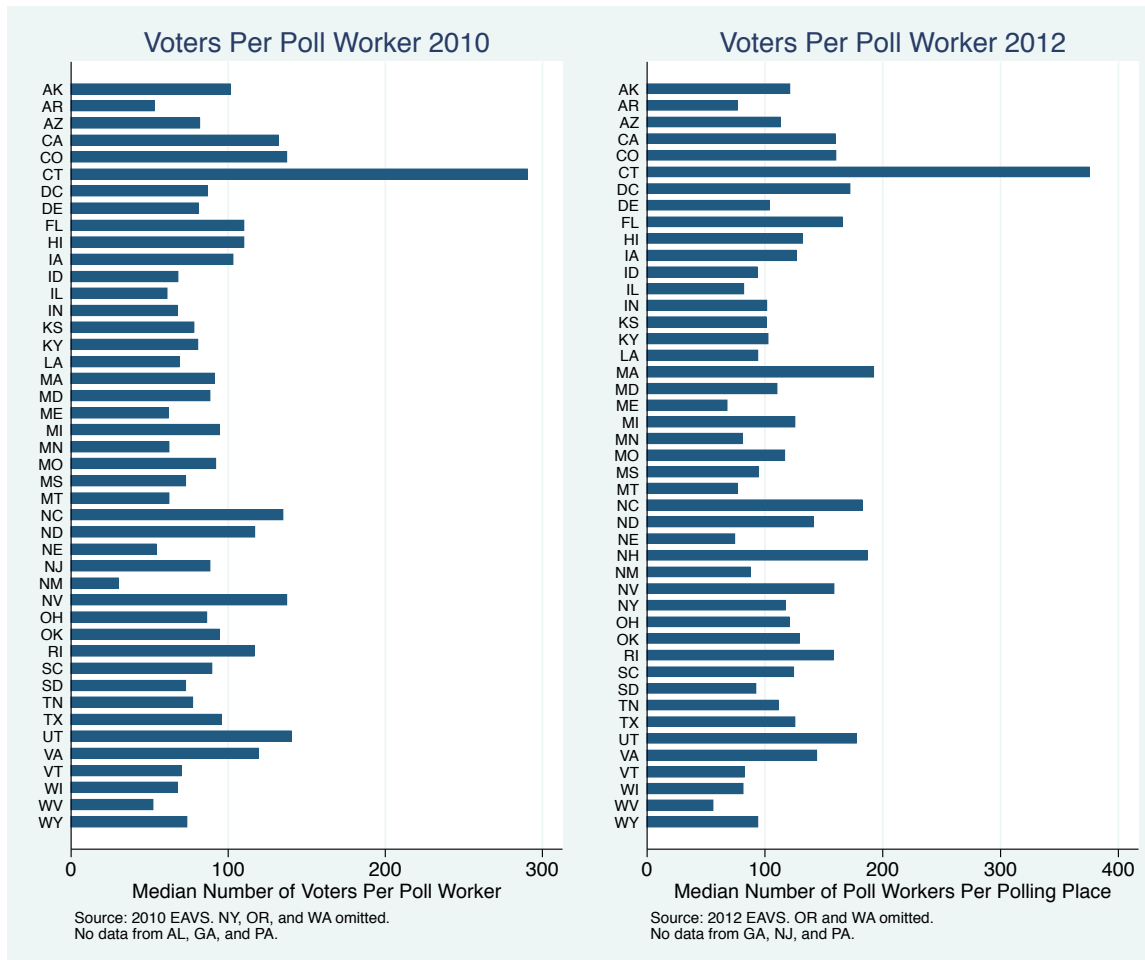 Voters Per Poll Worker 2010
AK
AR
AZ
CA
CO
CT
DC
DE
FL
HI
IA
ID
IL
IN
KS
KY
LA
MA
MD
ME
MI
MN
MO
MS
MT
NC
ND
NE
NJ
NM
NV
OH
OK
RI
SC
SD
TN
TX
UT
VA
VT
WI
WV
WY
0 100 200 300
Median Number of Voters Per Poll Worker
Source: 2010 EAVS. NY, OR, and WA omitted.
No data from AL, GA, and PA.
Voters Per Poll Worker 2012
AK
AR
AZ
CA
CO
CT
DC
DE
FL
HI
IA
ID
IL
IN
KS
KY
LA
MA
MD
ME
MI
MN
MO
MS
MT
NC
ND
NE
NH
NM
NV
NY
OH
OK
RI
SC
SD
TN
TX
UT
VA
VT
WI
WV
WY
0 100 200 300 400
Median Number of Poll Workers Per Polling Place
Source: 2012 EAVS. OR and WA omitted.
No data from GA, NJ, and PA.